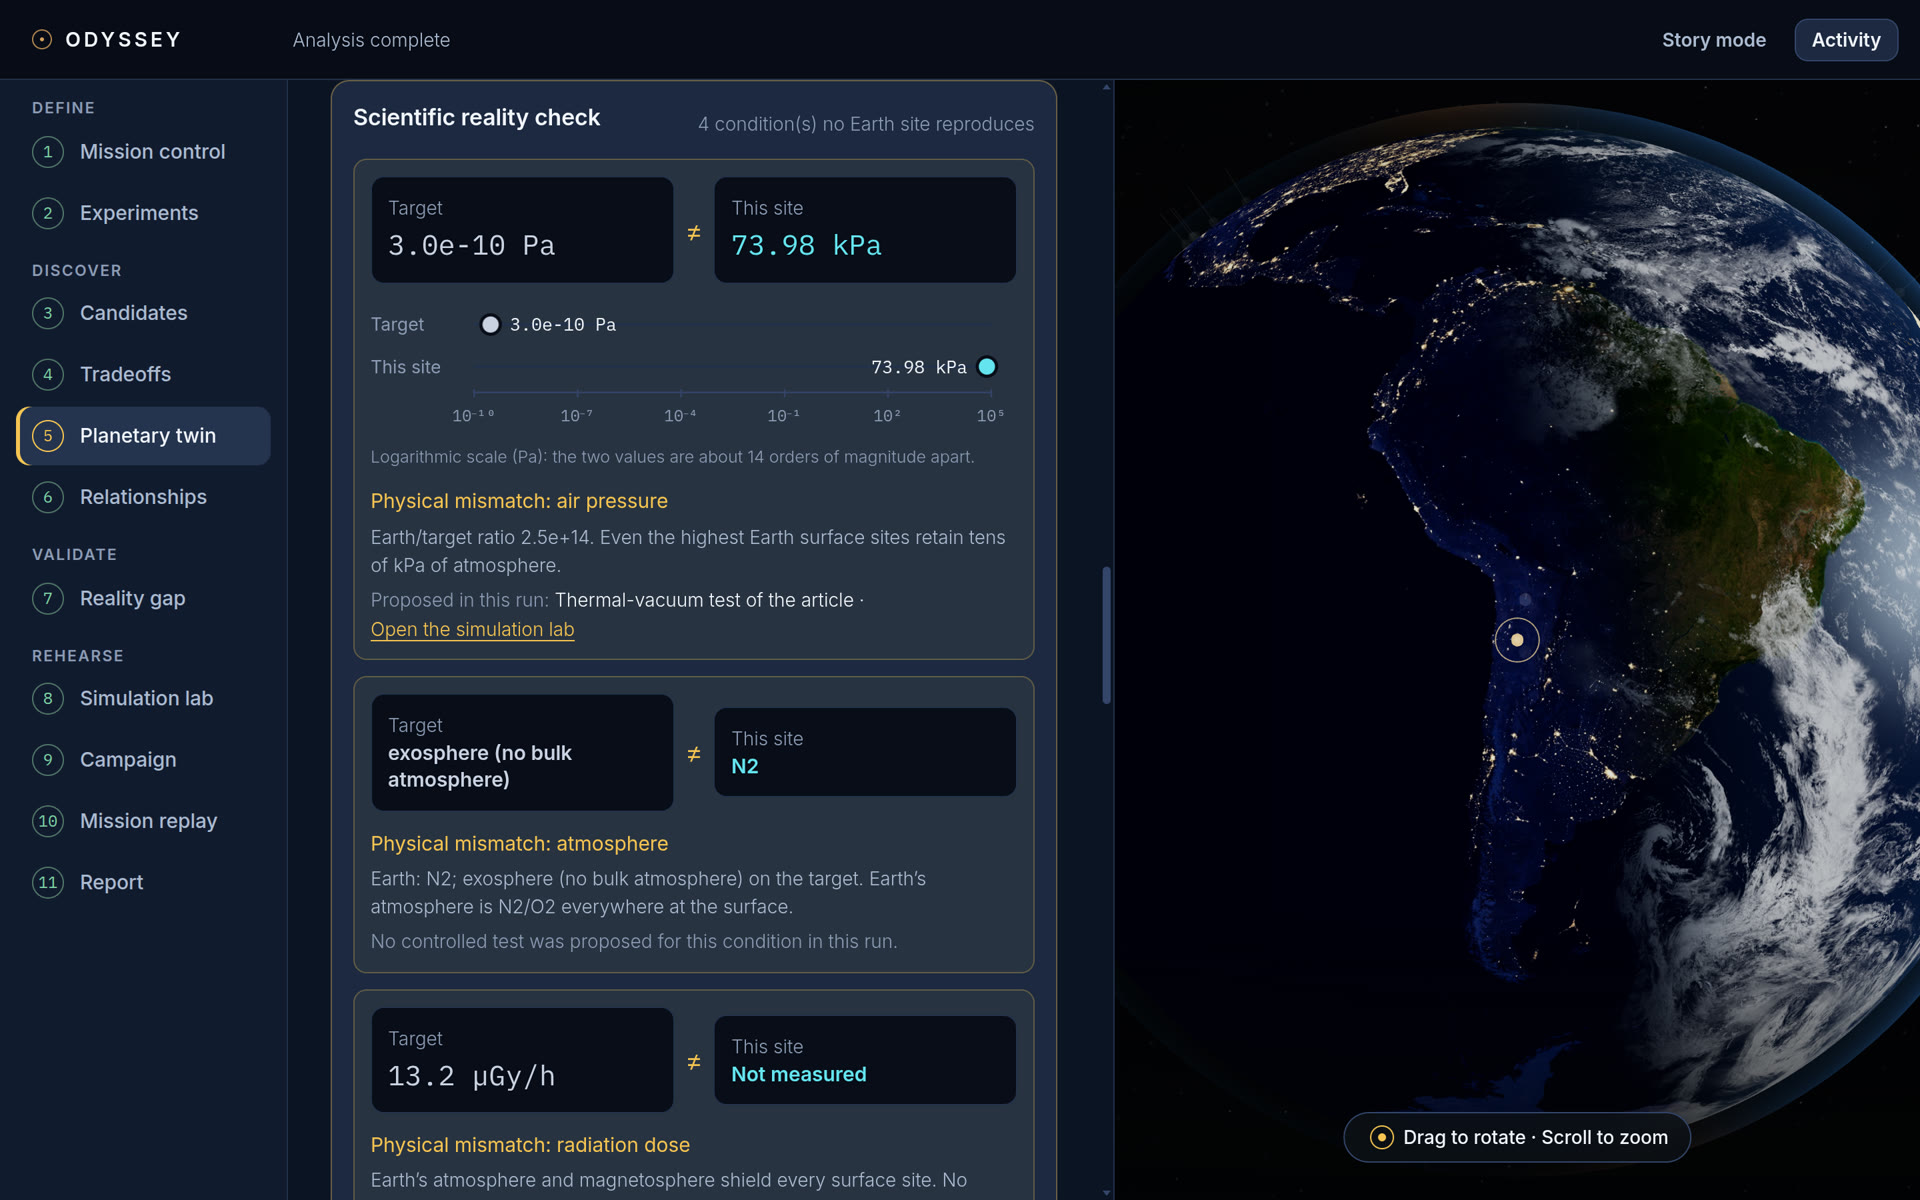 ODYSSEY
Analysis complete
Story mode
Activity
DEFINE
1 Mission control
2 Experiments
DISCOVER
3 Candidates
4 Tradeoffs
5 Planetary twin
6 Relationships
VALIDATE
7 Reality gap
REHEARSE
8 Simulation lab
9 Campaign
10 Mission replay
11 Report
Scientific reality check
4 condition(s) no Earth site reproduces
Target
3.0e-10 Pa
≠
This site
73.98 kPa
Target
3.0e-10 Pa
This site
73.98 kPa
10⁻¹⁰ 10⁻⁷ 10⁻⁴ 10⁻¹ 10² 10⁵
Logarithmic scale (Pa): the two values are about 14 orders of magnitude apart.
Physical mismatch: air pressure
Earth/target ratio 2.5e+14. Even the highest Earth surface sites retain tens
of kPa of atmosphere.
Proposed in this run: Thermal-vacuum test of the article ·
Open the simulation lab
Target
exosphere (no bulk
atmosphere)
≠
This site
N2
Physical mismatch: atmosphere
Earth: N2; exosphere (no bulk atmosphere) on the target. Earth's
atmosphere is N2/O2 everywhere at the surface.
No controlled test was proposed for this condition in this run.
Target
13.2 µGy/h
≠
This site
Not measured
Physical mismatch: radiation dose
Earth's atmosphere and magnetosphere shield every surface site. No
Drag to rotate · Scroll to zoom